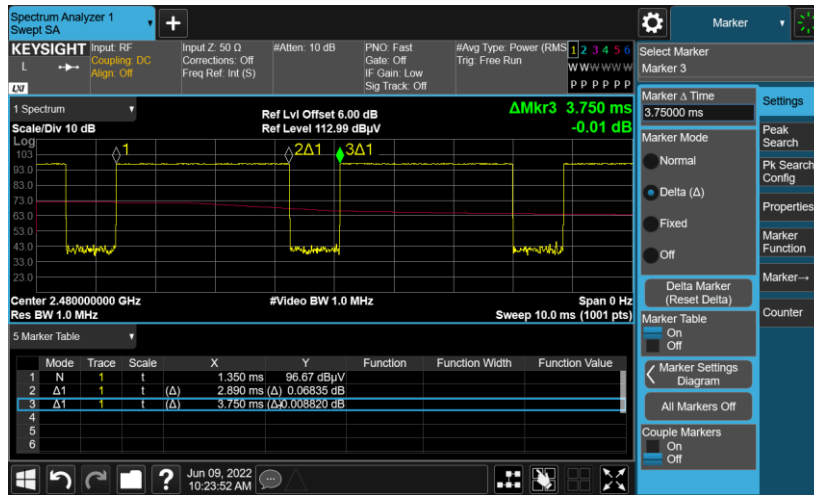 Spectrum Analyzer 1
Swept SA
Marker
KEYSIGHT
L
LXI
Input: RF
Coupling: DC
Align: Off
Input Z: 50 Ω
Corrections: Off
Freq Ref: Int (S)
#Atten: 10 dB
PNO: Fast
Gate: Off
IF Gain: Low
Sig Track: Off
#Avg Type: Power (RMS
Trig: Free Run
1 2 3 4 5 6
W W W W W W
P P P P P P
Select Marker
Marker 3
1 Spectrum
Scale/Div 10 dB
Ref Lvl Offset 6.00 dB
Ref Level 112.99 dBµV
ΔMkr3 3.750 ms
-0.01 dB
Log
103
93.0
83.0
73.0
63.0
53.0
43.0
33.0
23.0
1
2Δ1
3Δ1
Center 2.480000000 GHz
Res BW 1.0 MHz
#Video BW 1.0 MHz
Span 0 Hz
Sweep 10.0 ms (1001 pts)
5 Marker Table
Mode Trace Scale X Y Function Function Width Function Value
1 N 1 t 1.350 ms 96.67 dBµV
2 Δ1 1 t (Δ) 2.890 ms (Δ) 0.06835 dB
3 Δ1 1 t (Δ) 3.750 ms (Δ)-0.008820 dB
4
5
6
Marker Δ Time
3.75000 ms
Marker Mode
Normal
Delta (Δ)
Fixed
Off
Delta Marker
(Reset Delta)
Marker Table
On
Off
Marker Settings
Diagram
All Markers Off
Couple Markers
On
Off
Settings
Peak
Search
Pk Search
Config
Properties
Marker
Function
Marker→
Counter
?
Jun 09, 2022
10:23:52 AM